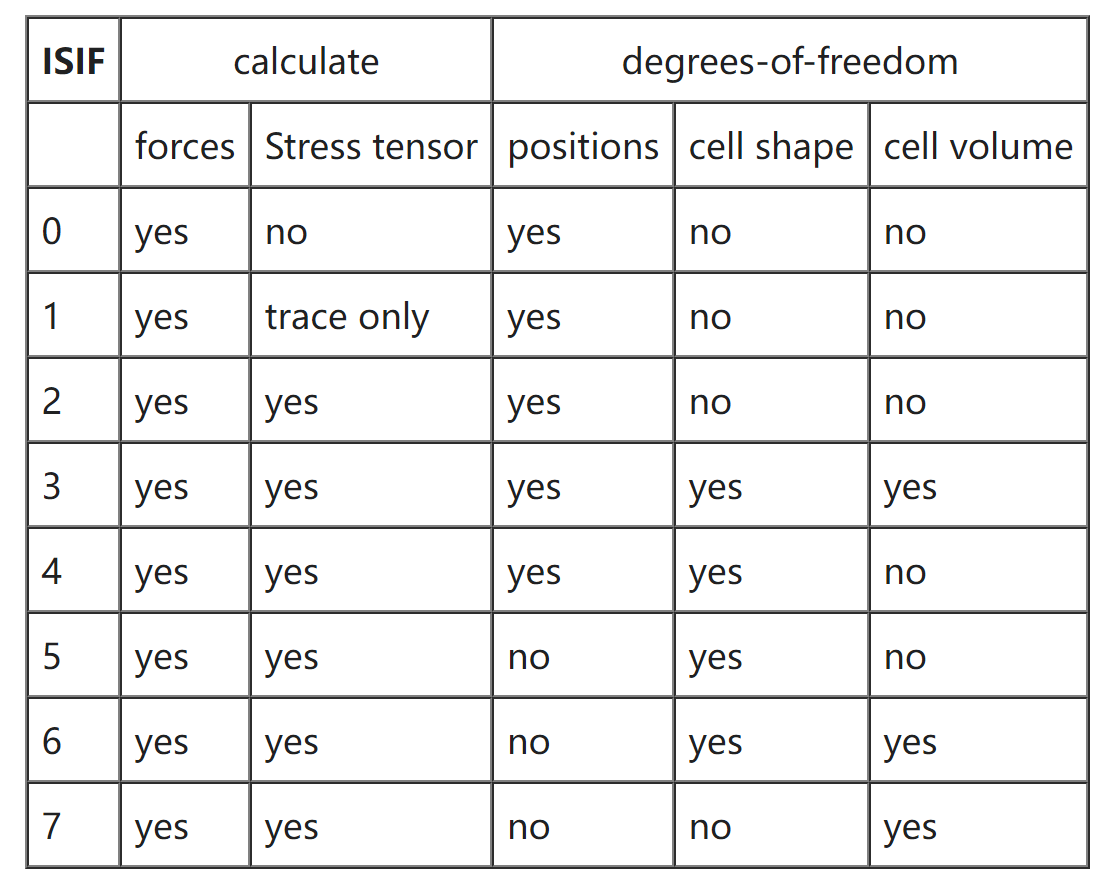 ISIF calculate degrees-of-freedom
forces Stress tensor positions cell shape cell volume
0 yes no yes no no
1 yes trace only yes no no
2 yes yes yes no no
3 yes yes yes yes yes
4 yes yes yes yes no
5 yes yes no yes no
6 yes yes no yes yes
7 yes yes no no yes